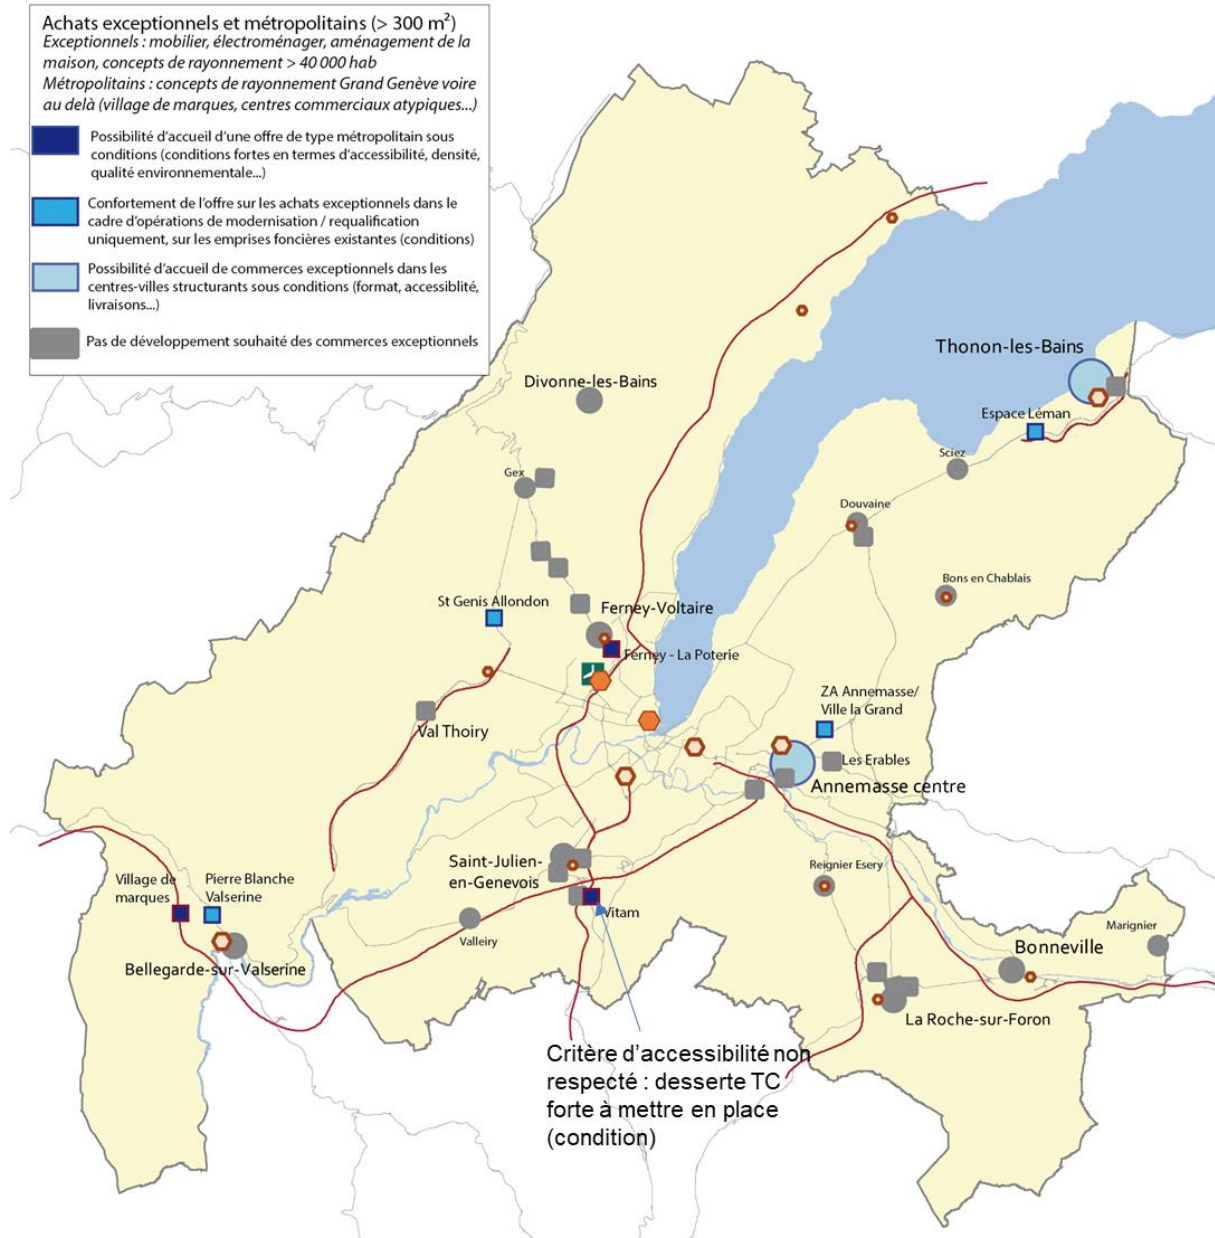 Achats exceptionnels et métropolitains (> 300 m²)
Exceptionnels : mobilier, électroménager, aménagement de la
maison, concepts de rayonnement > 40 000 hab
Métropolitains : concepts de rayonnement Grand Genève voire
au delà (village de marques, centres commerciaux atypiques...)
Possibilité d'accueil d'une offre de type métropolitain sous
conditions (conditions fortes en termes d'accessibilité, densité,
qualité environnementale...)
Confortement de l'offre sur les achats exceptionnels dans le
cadre d'opérations de modernisation / requalification
uniquement, sur les emprises foncières existantes (conditions)
Possibilité d'accueil de commerces exceptionnels dans les
centres-villes structurants sous conditions (format, accessiblité,
livraisons...)
Pas de développement souhaité des commerces exceptionnels
Thonon-les-Bains
Divonne-les-Bains
Espace Léman
Sciez
Gex
Douvaine
Bons en Chablais
St Genis Allondon
Ferney-Voltaire
Ferney - La Poterie
ZA Annemasse/
Ville la Grand
Val Thoiry
Les Erables
Annemasse centre
Saint-Julien-
en-Genevois
Reignier Esery
Village de
marques
Pierre Blanche
Valserine
Vitam
Valleiry
Marignier
Bonneville
Bellegarde-sur-Valserine
La Roche-sur-Foron
Critère d'accessibilité non
respecté : desserte TC
forte à mettre en place
(condition)